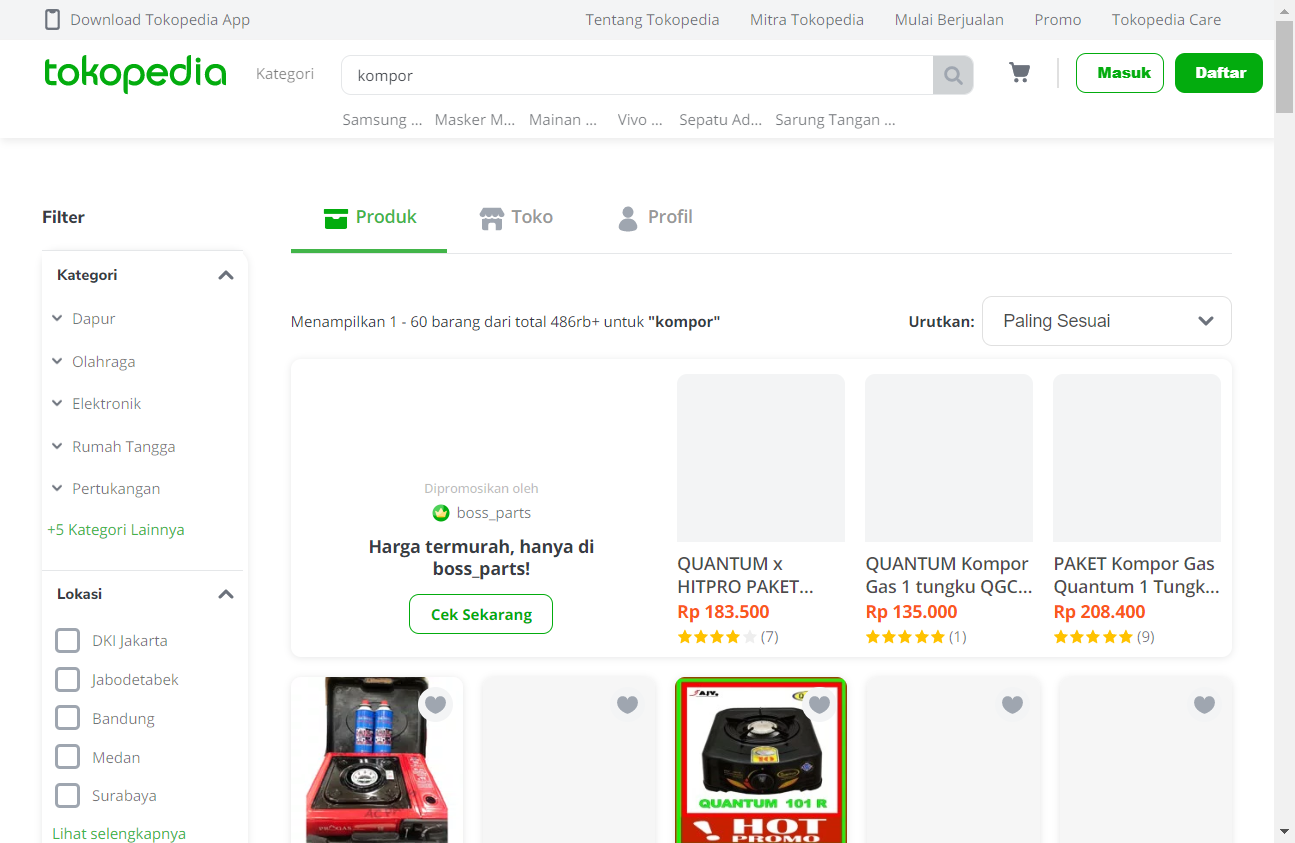 Download Tokopedia App
Tentang Tokopedia
Mitra Tokopedia
Mulai Berjualan
Promo
Tokopedia Care
tokopedia
Kategori
kompor
Masuk
Daftar
Samsung ...
Masker M...
Mainan ...
Vivo ...
Sepatu Ad...
Sarung Tangan ...
Filter
Produk
Toko
Profil
Kategori
Dapur
Olahraga
Elektronik
Rumah Tangga
Pertukangan
+5 Kategori Lainnya
Lokasi
DKI Jakarta
Jabodetabek
Bandung
Medan
Surabaya
Lihat selengkapnya
Menampilkan 1 - 60 barang dari total 486rb+ untuk "kompor"
Urutkan:
Paling Sesuai
Dipromosikan oleh
boss_parts
Harga termurah, hanya di
boss_parts!
Cek Sekarang
QUANTUM x
HITPRO PAKET...
Rp 183.500
(7)
QUANTUM Kompor
Gas 1 tungku QGC...
Rp 135.000
(1)
PAKET Kompor Gas
Quantum 1 Tungk...
Rp 208.400
(9)
PROGAS
QUANTUM 101 R
HOT
PROMO